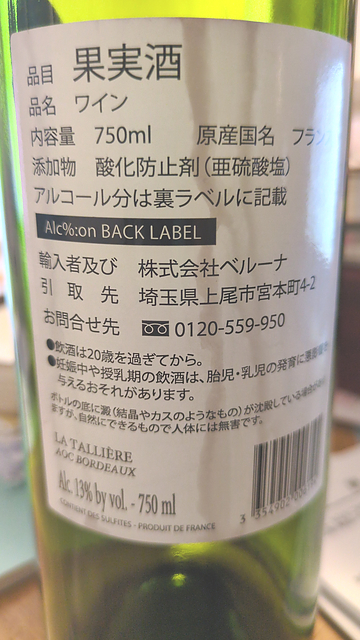 品目 果実酒
品名 ワイン
内容量 750ml 原産国名 フラン
添加物 酸化防止剤（亜硫酸塩）
アルコール分は裏ラベルに記載
Alc%:on BACK LABEL
輸入者及び 株式会社ベルーナ
引取先 埼玉県上尾市宮本町4-2
お問合せ先 0120-559-950
●飲酒は20歳を過ぎてから。
●妊娠中や授乳期の飲酒は、胎児・乳児の発育に悪影響
与えるおそれがあります。
ボトルの底に澱（結晶やカスのようなもの）が沈殿している場合が
ますが、自然にできるもので人体には無害です。
LA TALLIÈRE
AOC BORDEAUX
Alc. 13% by vol. - 750 ml
CONTAINT DES SULFITES - PRODUIT DE FRANCE